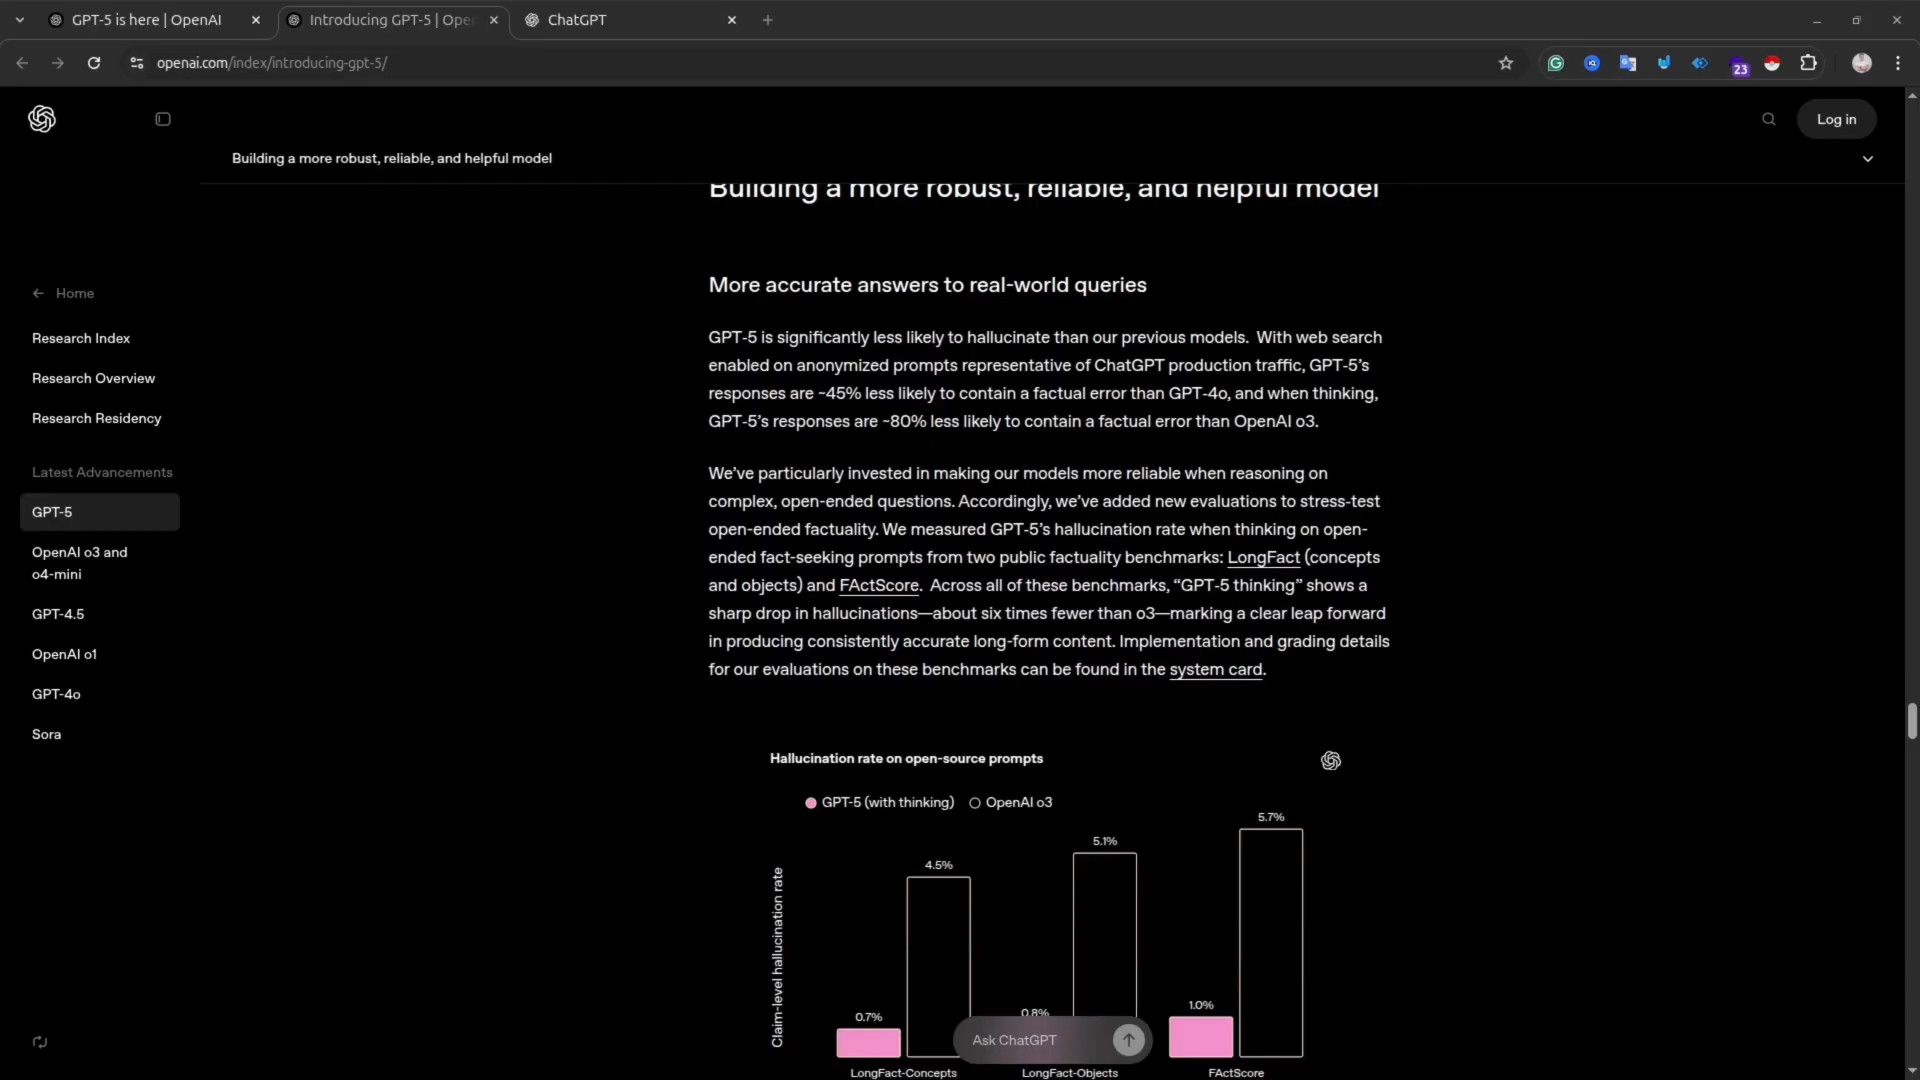 GPT-5 is here | OpenAI
Introducing GPT-5 | Ope
ChatGPT
openai.com/index/introducing-gpt-5/
23
Log in
Building a more robust, reliable, and helpful model
Building a more robust, reliable, and helpful model
Home
Research Index
Research Overview
Research Residency
Latest Advancements
GPT-5
OpenAI o3 and
o4-mini
GPT-4.5
OpenAI o1
GPT-4o
Sora
More accurate answers to real-world queries
GPT-5 is significantly less likely to hallucinate than our previous models.  With web search
enabled on anonymized prompts representative of ChatGPT production traffic, GPT-5’s
responses are ~45% less likely to contain a factual error than GPT-4o, and when thinking,
GPT-5’s responses are ~80% less likely to contain a factual error than OpenAI o3.
We’ve particularly invested in making our models more reliable when reasoning on
complex, open-ended questions. Accordingly, we’ve added new evaluations to stress-test
open-ended factuality. We measured GPT-5’s hallucination rate when thinking on open-
ended fact-seeking prompts from two public factuality benchmarks: LongFact (concepts
and objects) and FActScore.  Across all of these benchmarks, “GPT-5 thinking” shows a
sharp drop in hallucinations—about six times fewer than o3—marking a clear leap forward
in producing consistently accurate long-form content. Implementation and grading details
for our evaluations on these benchmarks can be found in the system card.
Hallucination rate on open-source prompts
GPT-5 (with thinking) OpenAI o3
Claim-level hallucination rate
0.7%
4.5%
0.8%
5.1%
1.0%
5.7%
Ask ChatGPT
LongFact-Concepts
LongFact-Objects
FActScore